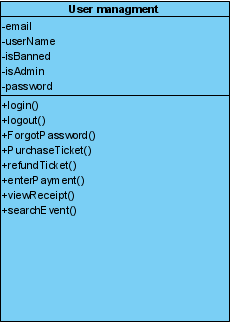 User managment
-email
-userName
-isBanned
-isAdmin
-password
+login()
+logout()
+ForgotPassword()
+PurchaseTicket()
+refundTicket()
+enterPayment()
+viewReceipt()
+searchEvent()